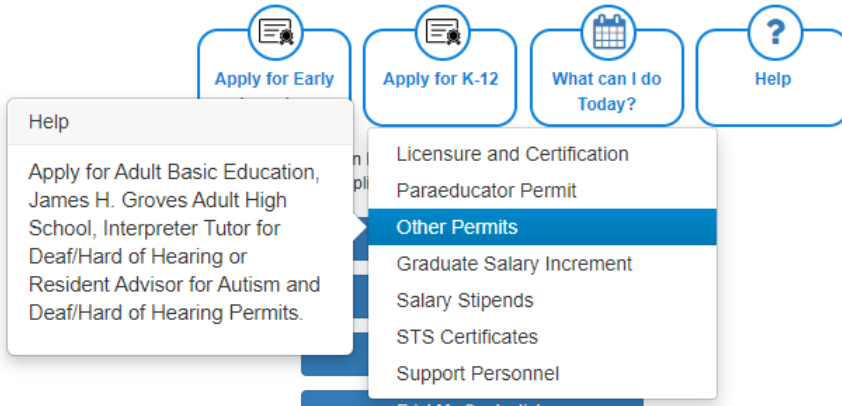 Apply for Early
Apply for K-12
What can I do
Today?
?
Help
Help
Apply for Adult Basic Education,
James H. Groves Adult High
School, Interpreter Tutor for
Deaf/Hard of Hearing or
Resident Advisor for Autism and
Deaf/Hard of Hearing Permits.
Licensure and Certification
Paraeducator Permit
Other Permits
Graduate Salary Increment
Salary Stipends
STS Certificates
Support Personnel